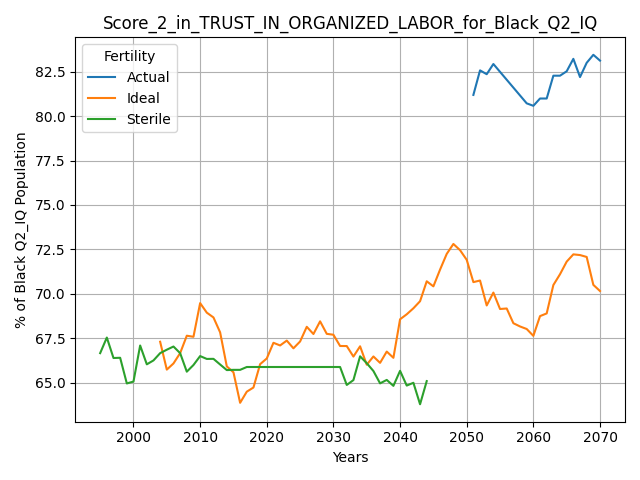 Score_2_in_TRUST_IN_ORGANIZED_LABOR_for_Black_Q2_IQ
Fertility
Actual
Ideal
Sterile
% of Black Q2_IQ Population
82.5
80.0
77.5
75.0
72.5
70.0
67.5
65.0
2000 2010 2020 2030 2040 2050 2060 2070
Years